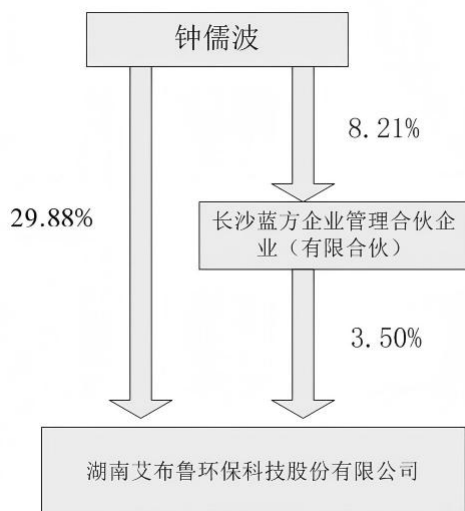 钟儒波
8.21%
29.88%
长沙蓝方企业管理合伙企
业（有限合伙）
3.50%
湖南艾布鲁环保科技股份有限公司